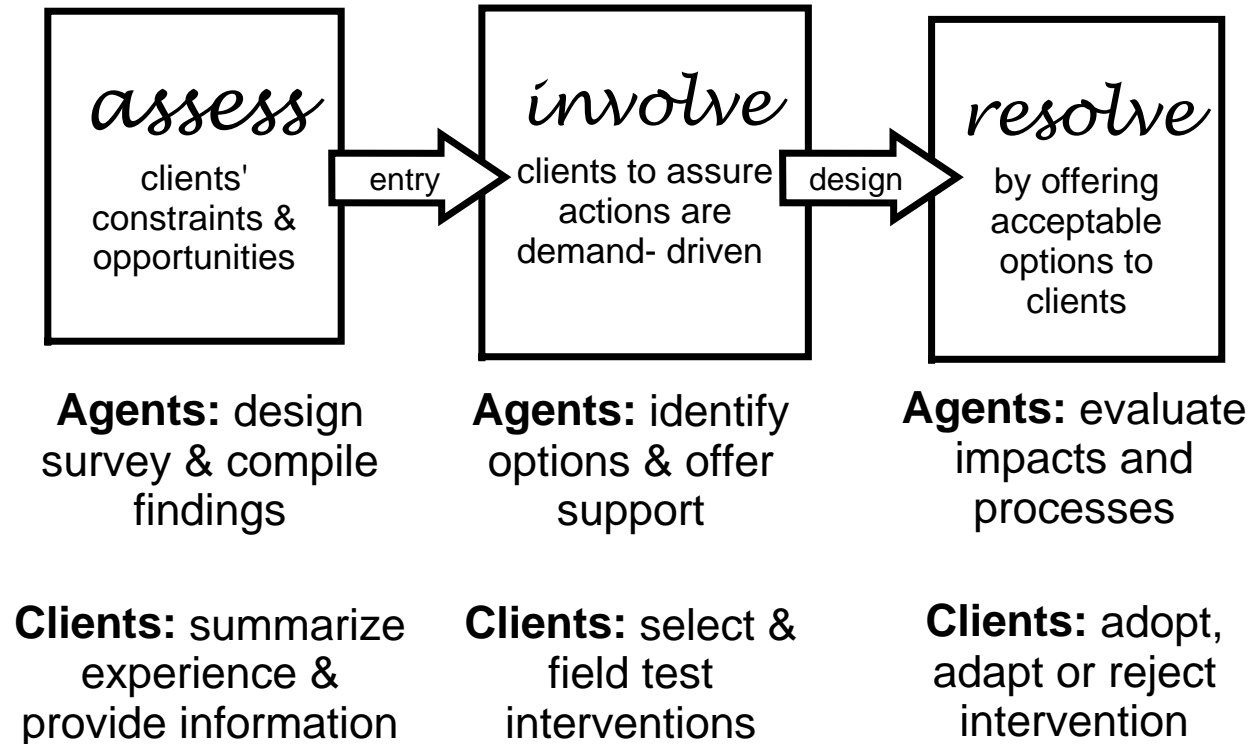 assess
clients'
constraints &
opportunities
entry
involve
clients to assure
actions are
demand- driven
design
resolve
by offering
acceptable
options to
clients
Agents: design
survey & compile
findings
Agents: identify
options & offer
support
Agents: evaluate
impacts and
processes
Clients: summarize
experience &
provide information
Clients: select &
field test
interventions
Clients: adopt,
adapt or reject
intervention